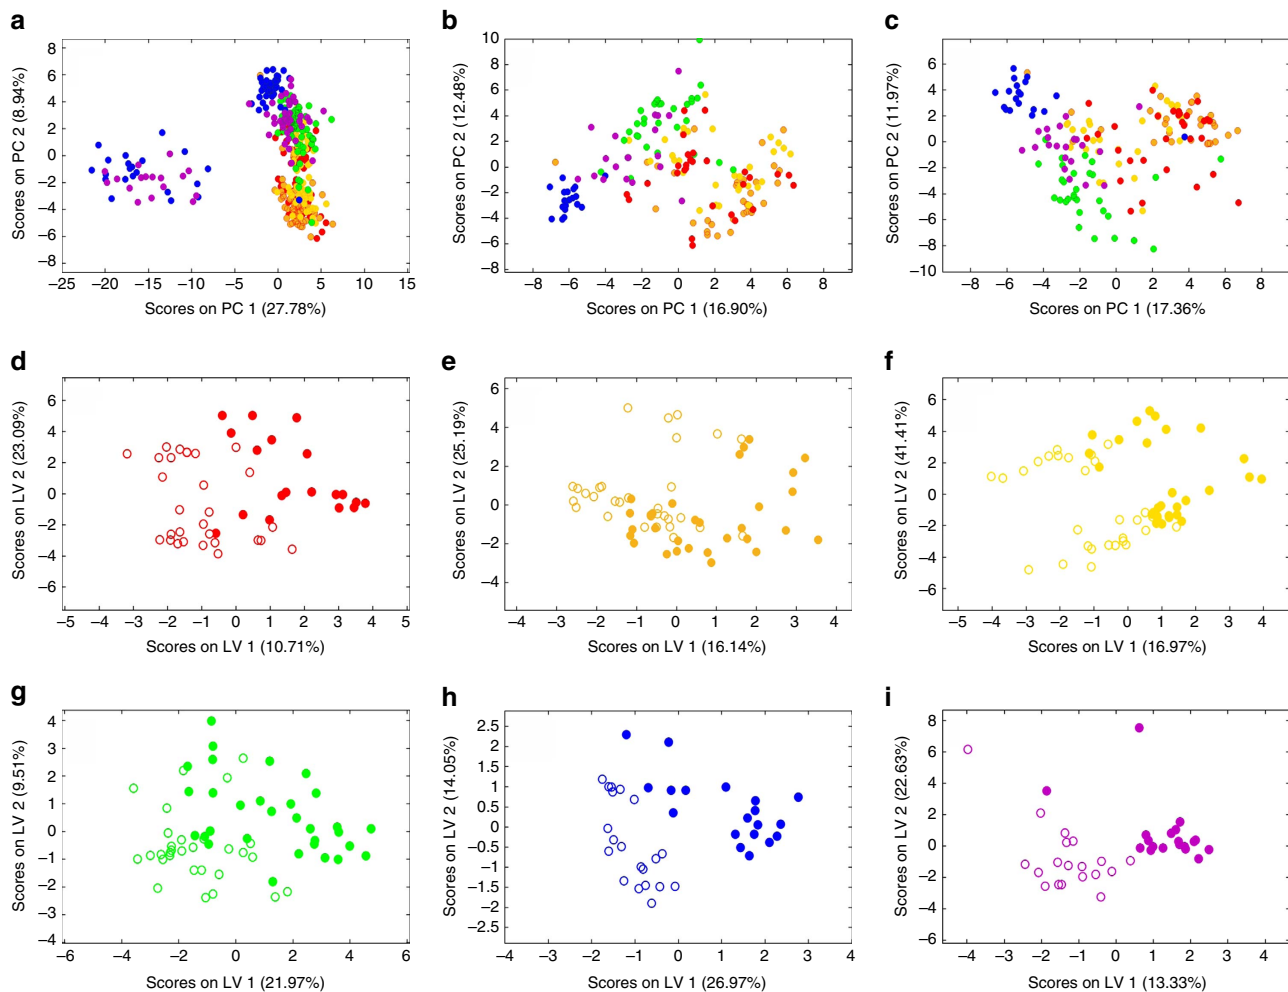 a
b
c
8
6
4
2
0
−2
−4
−6
−8
Scores on PC 2 (8.94%)
−25 −20 −15 −10 −5 0 5 10 15
Scores on PC 1 (27.78%)
10
8
6
4
2
0
−2
−4
−6
−8
Scores on PC 2 (12.48%)
−8 −6 −4 −2 0 2 4 6 8
Scores on PC 1 (16.90%)
6
4
2
0
−2
−4
−6
−8
−10
Scores on PC 2 (11.97%)
−8 −6 −4 −2 0 2 4 6 8
Scores on PC 1 (17.36%
d
e
f
6
4
2
0
−2
−4
−6
Scores on LV 2 (23.09%)
−5 −4 −3 −2 −1 0 1 2 3 4 5
Scores on LV 1 (10.71%)
6
4
2
0
−2
−4
Scores on LV 2 (25.19%)
−4 −3 −2 −1 0 1 2 3 4
Scores on LV 1 (16.14%)
6
4
2
0
−2
−4
−6
Scores on LV 2 (41.41%)
−5 −4 −3 −2 −1 0 1 2 3 4
Scores on LV 1 (16.97%)
g
h
i
4
3
2
1
0
−1
−2
−3
−4
Scores on LV 2 (9.51%)
−6 −4 −2 0 2 4 6
Scores on LV 1 (21.97%)
2.5
2
1.5
1
0.5
0
−0.5
−1
−1.5
−2
−2.5
Scores on LV 2 (14.05%)
−4 −3 −2 −1 0 1 2 3 4
Scores on LV 1 (26.97%)
8
6
4
2
0
−2
−4
−6
Scores on LV 2 (22.63%)
−4 −3 −2 −1 0 1 2 3 4
Scores on LV 1 (13.33%)